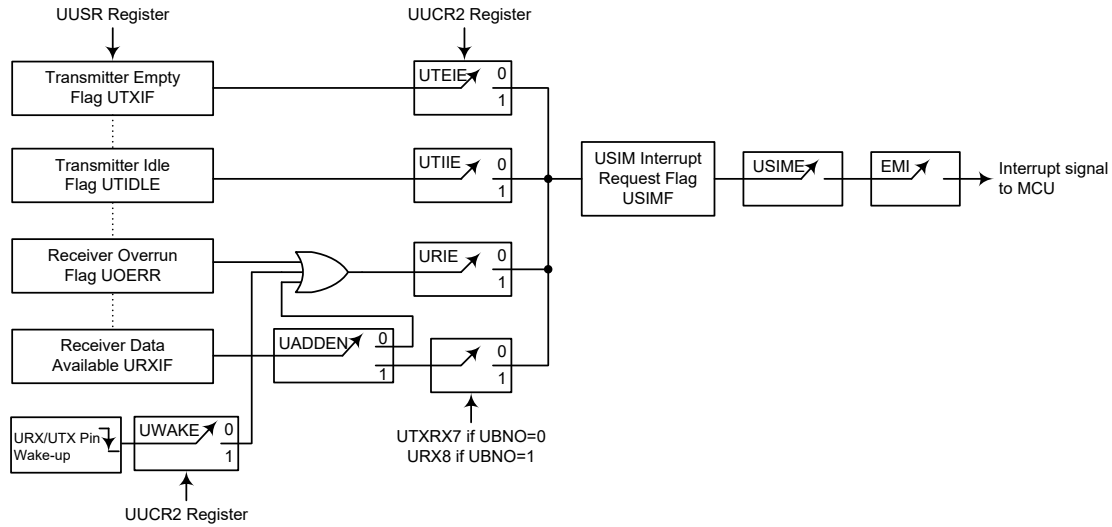 UUSR Register
UUCR2 Register
Transmitter Empty
Flag UTXIF
UTEIE
0
1
Transmitter Idle
Flag UTIDLE
UTIIE
0
1
USIM Interrupt
Request Flag
USIMF
USIME
EMI
Interrupt signal
to MCU
Receiver Overrun
Flag UOERR
URIE
0
1
Receiver Data
Available URXIF
UADDEN
0
1
0
1
UTXRX7 if UBNO=0
URX8 if UBNO=1
URX/UTX Pin
Wake-up
UWAKE
0
1
UUCR2 Register